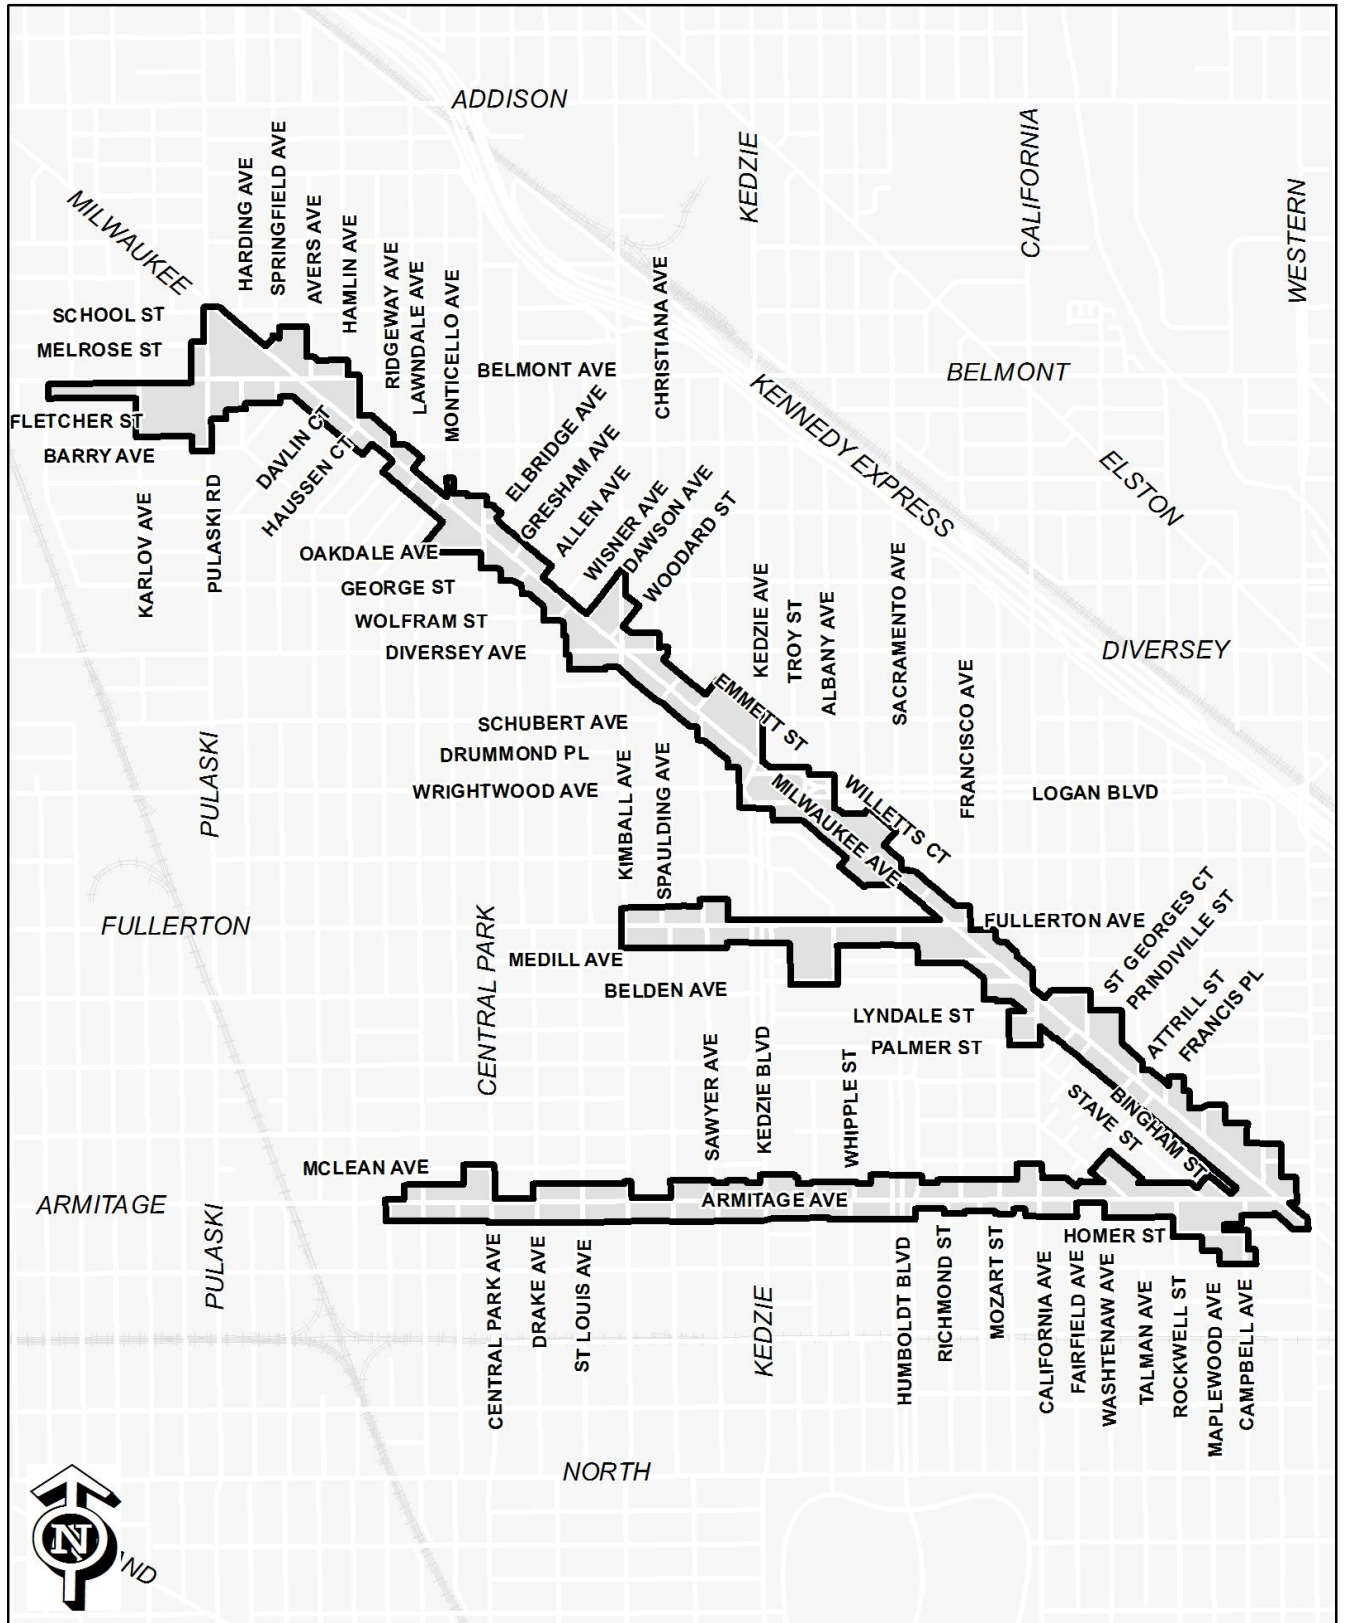 ADDISON
KEDZIE
CALIFORNIA
WESTERN
MILWAUKEE
HARDING AVE
SPRINGFIELD AVE
AVERS AVE
HAMLIN AVE
RIDGEWAY AVE
LAWNDALE AVE
MONTICELLO AVE
CHRISTIANA AVE
SCHOOL ST
MELROSE ST
BELMONT AVE
BELMONT
FLETCHER ST
BARRY AVE
DAVLIN CT
HAUSSEN CT
ELBRIDGE AVE
GRESHAM AVE
ALLEN AVE
WISNER AVE
DAWSON AVE
WOODARD ST
KENNEDY EXPRESS
ELSTON
KARLOV AVE
PULASKI RD
OAKDALE AVE
GEORGE ST
WOLFRAM ST
DIVERSEY AVE
KEDZIE AVE
TROY ST
ALBANY AVE
SACRAMENTO AVE
FRANCISCO AVE
DIVERSEY
EMMETT ST
SCHUBERT AVE
DRUMMOND PL
WRIGHTWOOD AVE
PULASKI
KIMBALL AVE
SPAULDING AVE
MILWAUKEE AVE
WILLETTS CT
LOGAN BLVD
FULLERTON
CENTRAL PARK
FULLERTON AVE
MEDILL AVE
BELDEN AVE
ST GEORGES CT
PRINDIVILLE ST
ATTRILL ST
FRANCIS PL
LYNDALE ST
PALMER ST
SAWYER AVE
KEDZIE BLVD
WHIPPLE ST
STAVE ST
BINGHAM ST
MCLEAN AVE
ARMITAGE
ARMITAGE AVE
PULASKI
HOMER ST
CENTRAL PARK AVE
DRAKE AVE
ST LOUIS AVE
KEDZIE
HUMBOLDT BLVD
RICHMOND ST
MOZART ST
CALIFORNIA AVE
FAIRFIELD AVE
WASHTENAW AVE
TALMAN AVE
ROCKWELL ST
MAPLEWOOD AVE
CAMPBELL AVE
NORTH
N